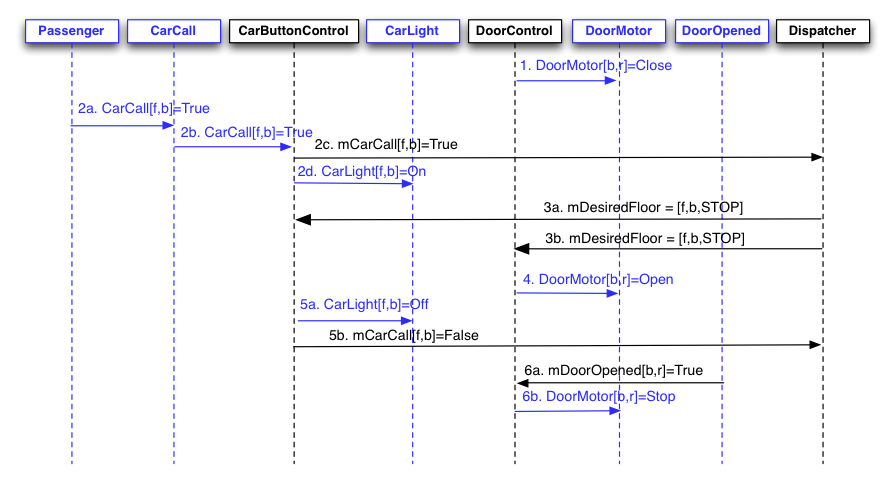 Passenger CarCall CarButtonControl CarLight DoorControl DoorMotor DoorOpened Dispatcher
1. DoorMotor[b,r]=Close
2a. CarCall[f,b]=True
2b. CarCall[f,b]=True
2c. mCarCall[f,b]=True
2d. CarLight[f,b]=On
3a. mDesiredFloor = [f,b,STOP]
3b. mDesiredFloor = [f,b,STOP]
4. DoorMotor[b,r]=Open
5a. CarLight[f,b]=Off
5b. mCarCall[f,b]=False
6a. mDoorOpened[b,r]=True
6b. DoorMotor[b,r]=Stop